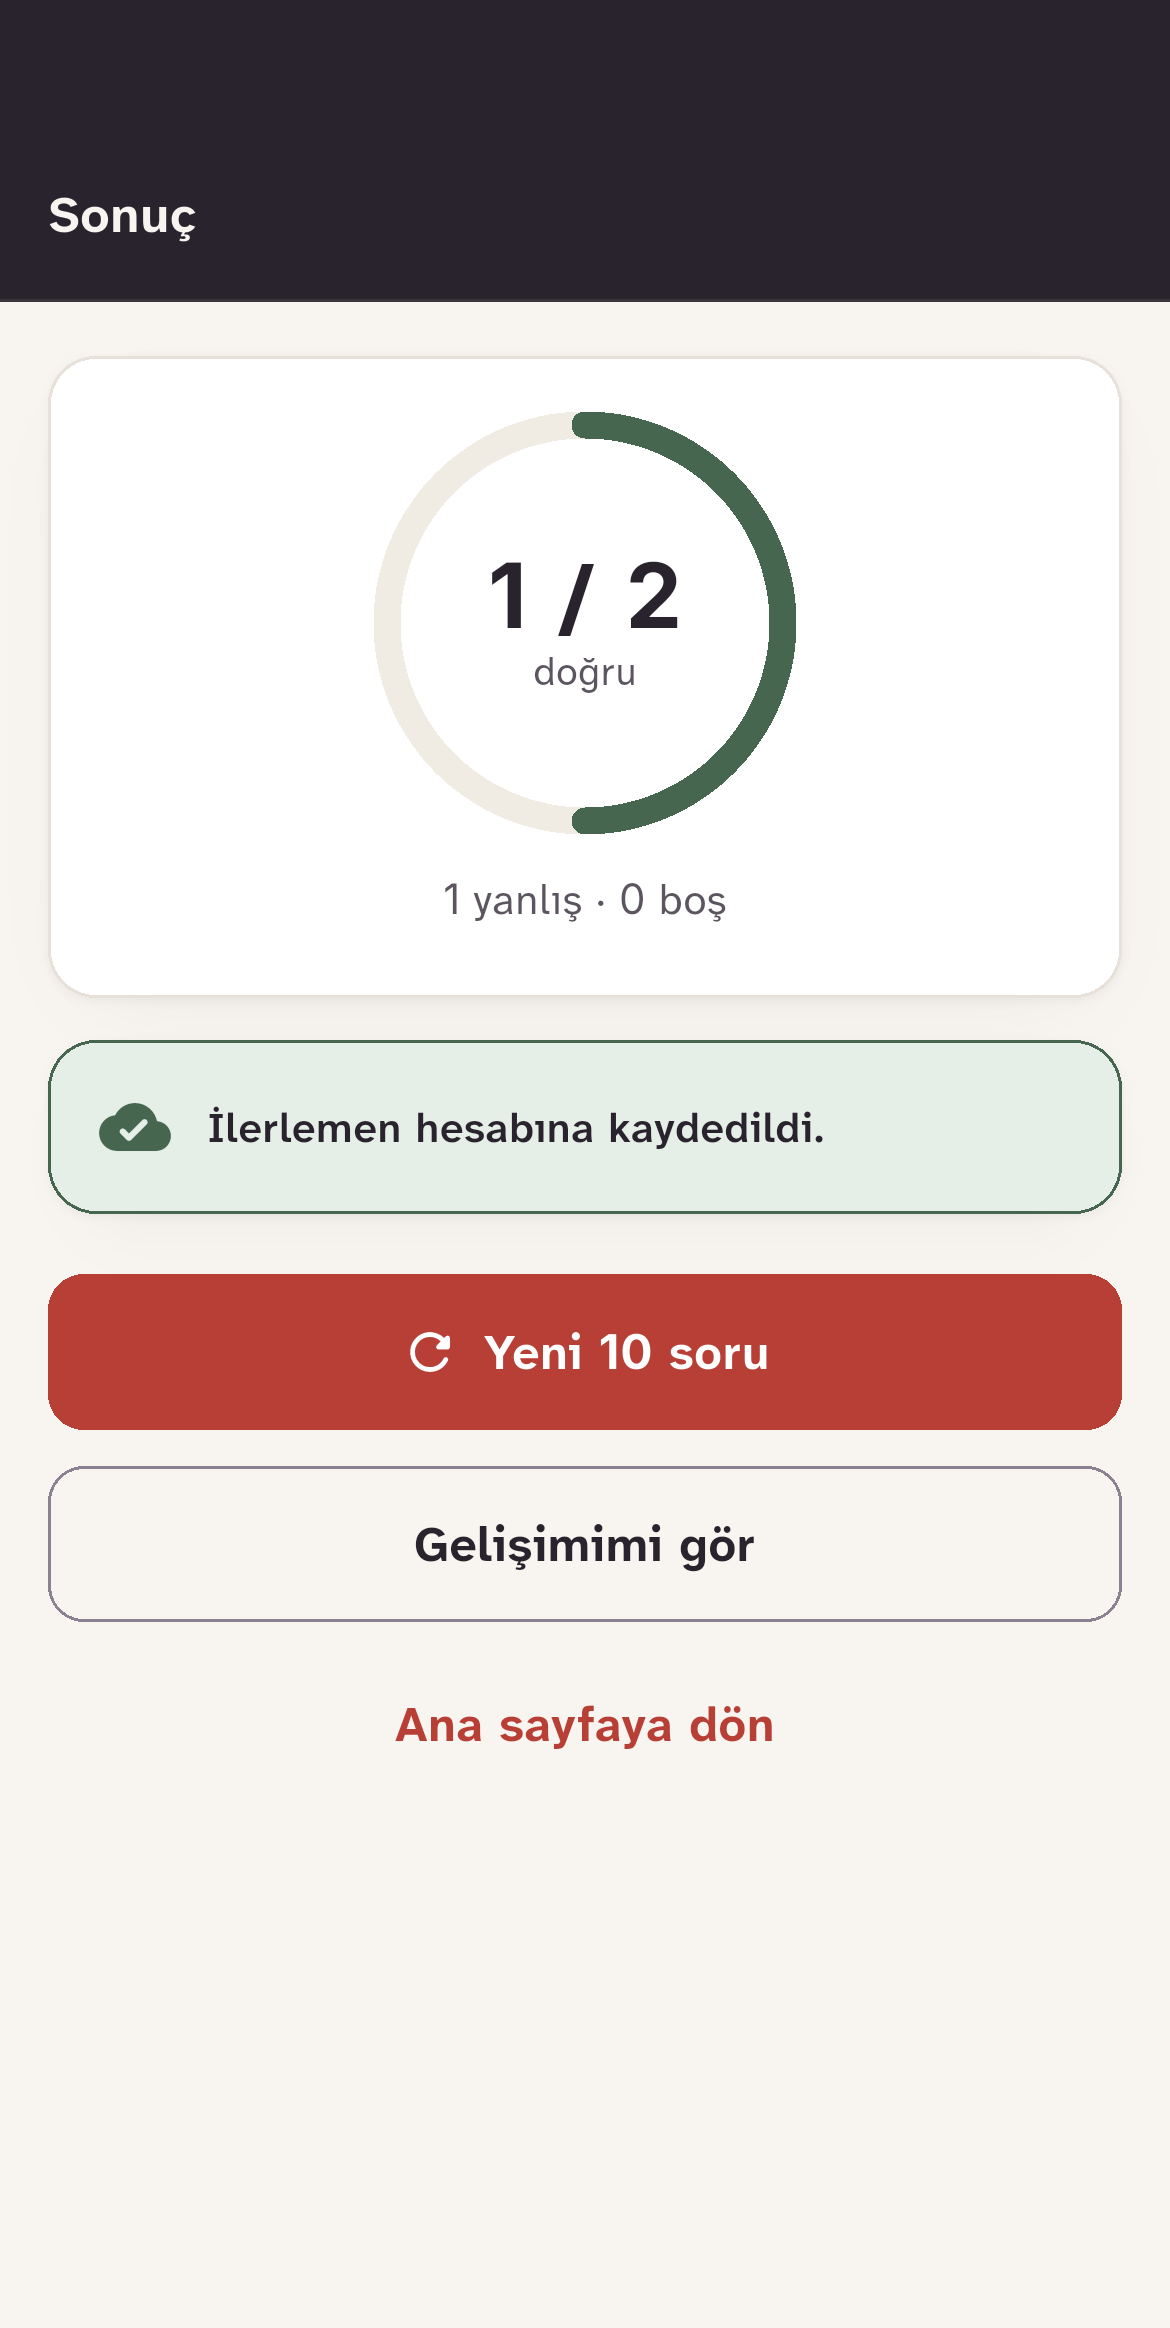 Sonuç
1 / 2
doğru
1 yanlış · 0 boş
İlerlemen hesabına kaydedildi.
Yeni 10 soru
Gelişimimi gör
Ana sayfaya dön